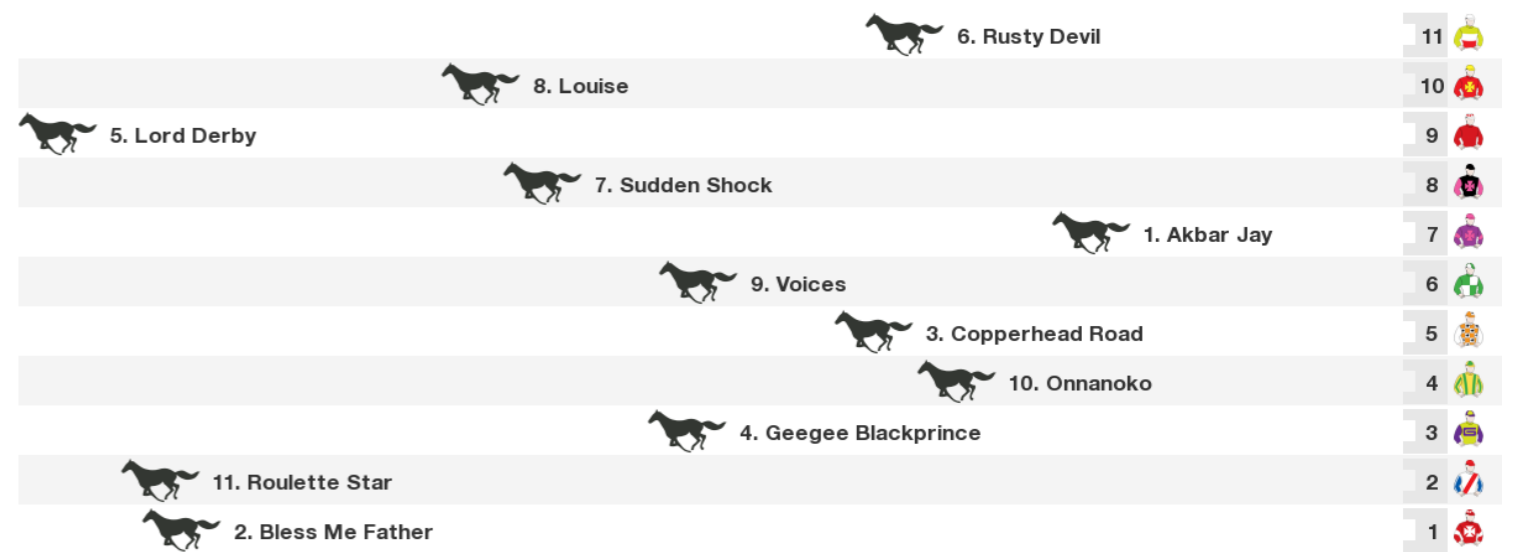 6. Rusty Devil 11
8. Louise 10
5. Lord Derby 9
7. Sudden Shock 8
1. Akbar Jay 7
9. Voices 6
3. Copperhead Road 5
10. Onnanoko 4
4. Geegee Blackprince 3
11. Roulette Star 2
2. Bless Me Father 1